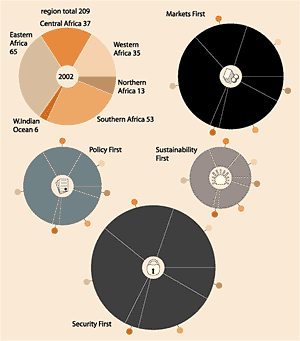 region total 209
Central Africa 37
Eastern
Africa
65
Western
Africa 35
2002
Northern
Africa 13
Southern Africa 53
W.Indian
Ocean 6
Markets First
Policy First
Sustainability
First
Security First